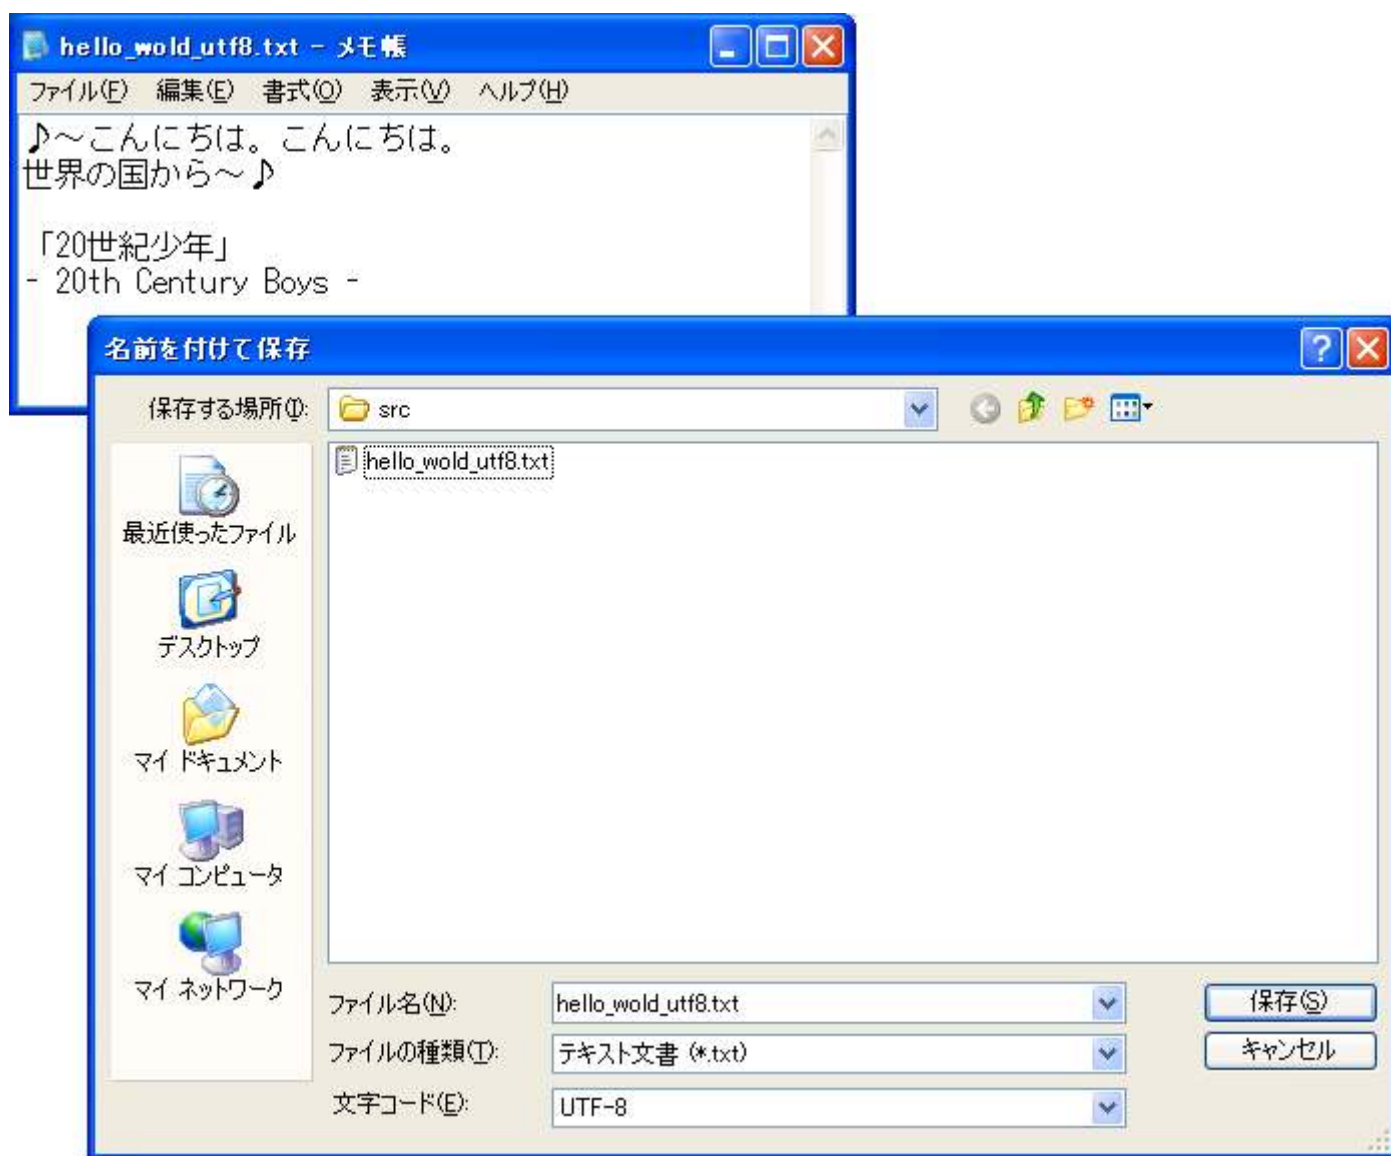 hello_wold_utf8.txt - メモ帳
ファイル(F) 編集(E) 書式(O) 表示(V) ヘルプ(H)
♪～こんにちは。こんにちは。
世界の国から～♪
「20世紀少年」
- 20th Century Boys -
名前を付けて保存
保存する場所(I): src
hello_wold_utf8.txt
最近使ったファイル
デスクトップ
マイ ドキュメント
マイ コンピュータ
マイ ネットワーク
ファイル名(N): hello_wold_utf8.txt 保存(S)
ファイルの種類(T): テキスト文書 (*.txt) キャンセル
文字コード(E): UTF-8